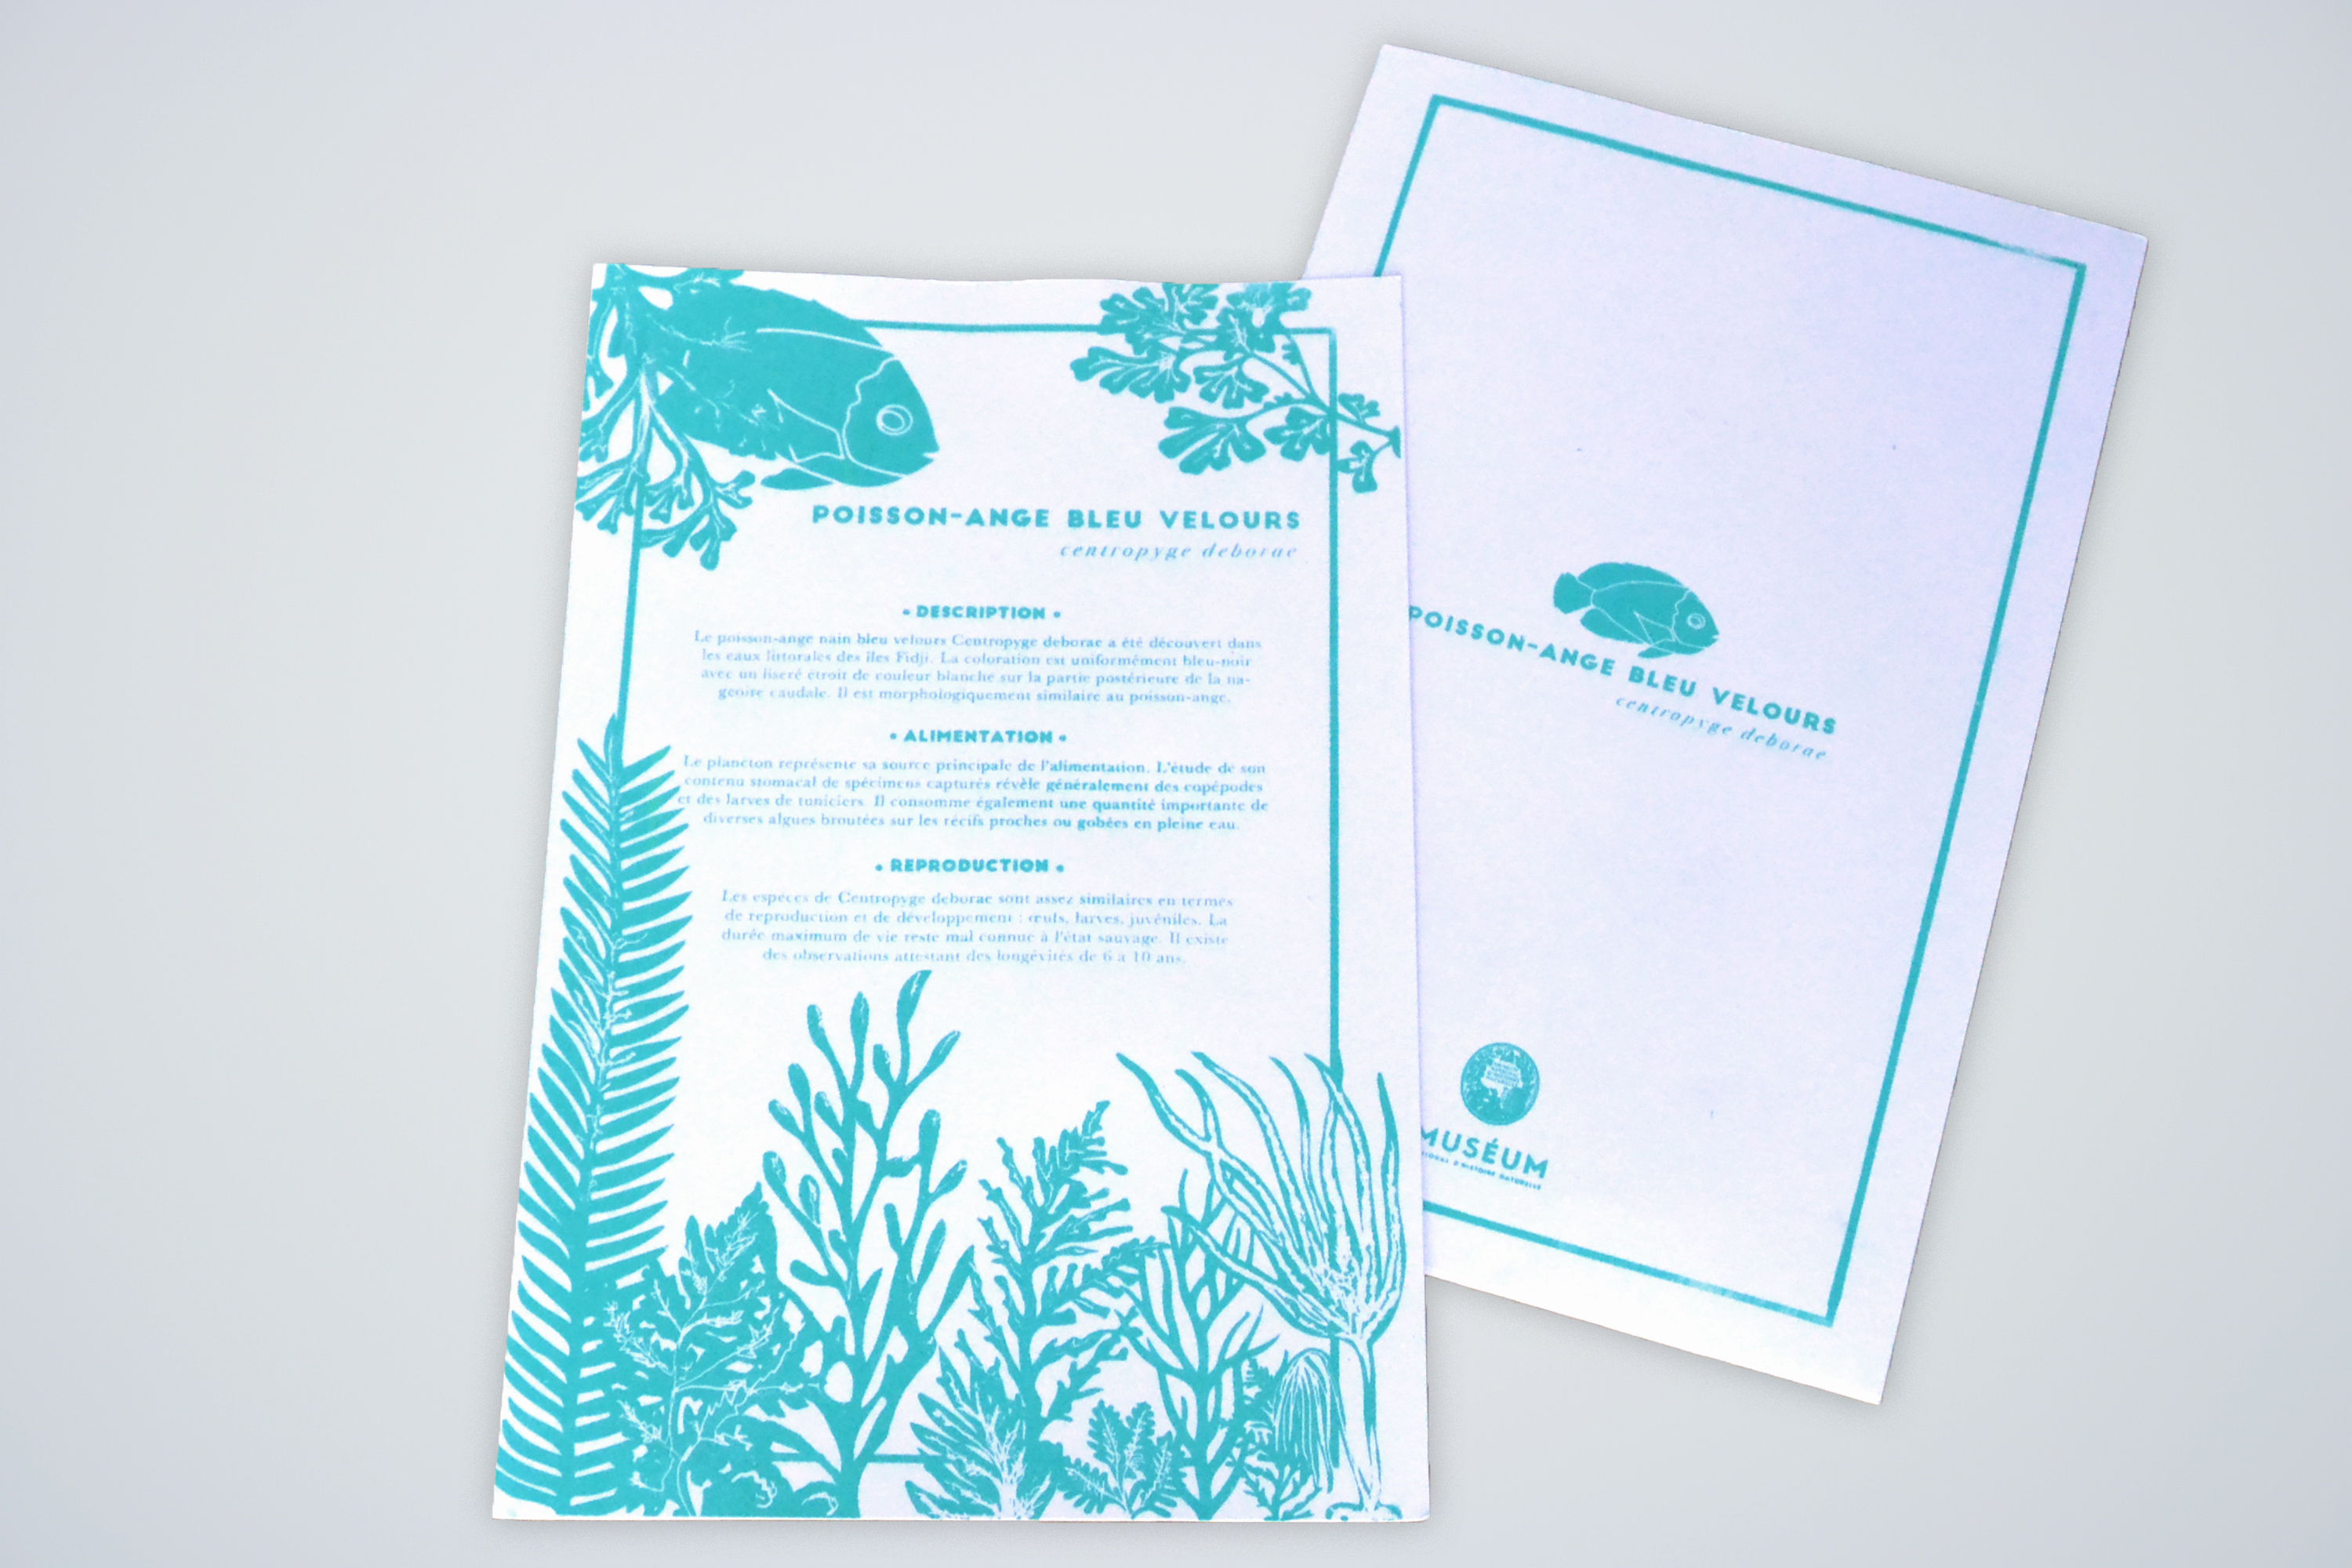 POISSON-ANGE BLEU VELOURS
centropyge deborae
• DESCRIPTION •
Le poisson-ange nain bleu velours Centropyge deborae a été découvert dans
les eaux littorales des îles Fidji. La coloration est uniformément bleu-noir
avec un liseré étroit de couleur blanche sur la partie postérieure de la na-
geoire caudale. Il est morphologiquement similaire au poisson-ange.
• ALIMENTATION •
Le plancton représente sa source principale de l'alimentation. L'étude de son
contenu stomacal de spécimens capturés révèle généralement des copépodes
et des larves de tuniciers. Il consomme également une quantité importante de
diverses algues broutées sur les récifs proches ou gobées en pleine eau.
• REPRODUCTION •
Les espèces de Centropyge deborae sont assez similaires en termes
de reproduction et de développement : œufs, larves, juvéniles. La
durée maximum de vie reste mal connue à l'état sauvage. Il existe
des observations attestant des longévités de 6 à 10 ans.
POISSON-ANGE BLEU VELOURS
centropyge deborae
MUSÉUM
D'HISTOIRE NATURELLE